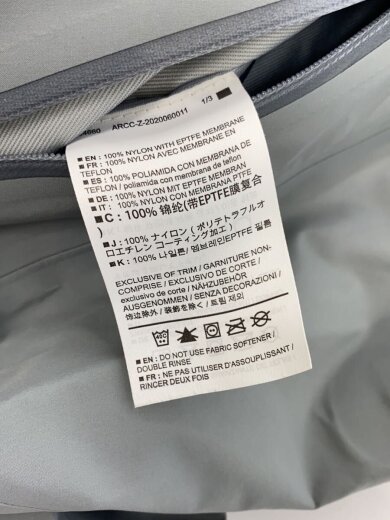 4660 ARCC-Z-2020060011 1/3
■ EN : 100% NYLON WITH EPTFE MEMBRANE
■ FR : 100% NYLON AVEC MEMBRANE EN
TEFLON
■ ES : 100% POLIAMIDA CON MEMBRANA DE
TEFLON / poliamida con membrana de teflon
■ DE : 100% NYLON MIT EPTFE MEMBRAN
■ IT : 100% NYLON CON MEMBRANA PTFE
■ C : 100% 锦纶(带EPTFE膜复合
)
■ J : 100% ナイロン ( ポリテトラフルオ
ロエチレン コーティング加工 )
■ K : 100% 나일론/ 멤브레인EPTFE 필름
EXCLUSIVE OF TRIM / GARNITURE NON-
COMPRISE / EXCLUSIVO DE CORTE /
exclusivo de corte / NÄHZUBEHÖR
AUSGENOMMEN / SENZA DECORAZIONI /
饰边除外 / 装飾を除く / 트림 제외
■ EN : DO NOT USE FABRIC SOFTENER /
DOUBLE RINSE
■ FR : NE PAS UTILISER D'ASSOUPLISSANT /
RINCER DEUX FOIS